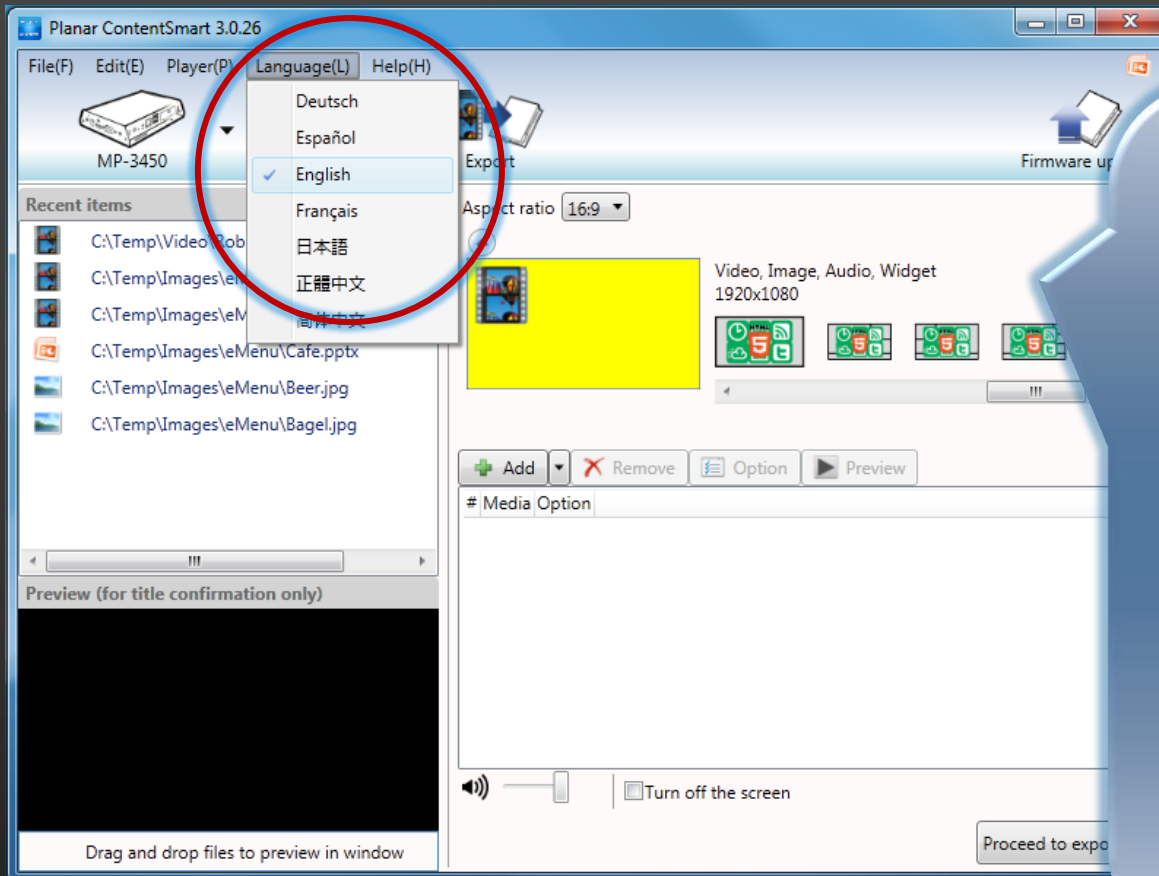 Planar ContentSmart 3.0.26
File(F) Edit(E) Player(P) Language(L) Help(H)
Deutsch
Español
English
Français
日本語
正體中文
简体中文
MP-3450
Export
Firmware up
Recent items
C:\Temp\Video\Rob
C:\Temp\Images\eM
C:\Temp\Images\eM
C:\Temp\Images\eMenu\Cafe.pptx
C:\Temp\Images\eMenu\Beer.jpg
C:\Temp\Images\eMenu\Bagel.jpg
Preview (for title confirmation only)
Drag and drop files to preview in window
Aspect ratio 16:9
Video, Image, Audio, Widget
1920x1080
Add Remove Option Preview
# Media Option
Turn off the screen
Proceed to expo